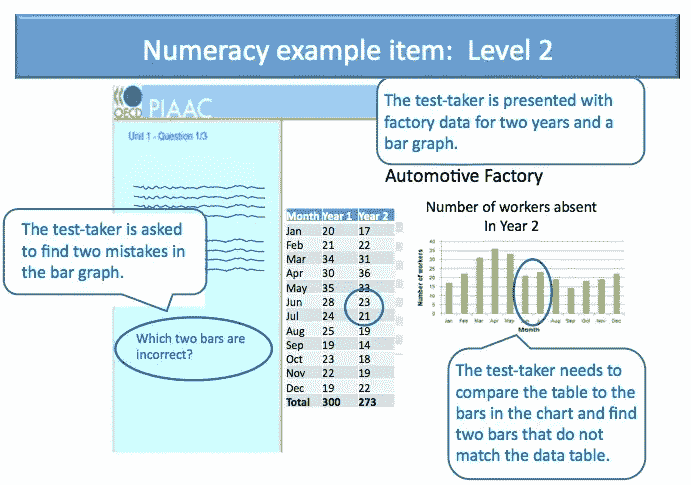 Numeracy example item: Level 2
OECD
PIAAC
Unit 1 - Question 1/3
The test-taker is presented with
factory data for two years and a
bar graph.
Automotive Factory
The test-taker is asked
to find two mistakes in
the bar graph.
Which two bars are
incorrect?
Month Year 1 Year 2
Jan 20 17
Feb 21 22
Mar 34 31
Apr 30 36
May 35 33
Jun 28 23
Jul 24 21
Aug 25 19
Sep 19 14
Oct 23 18
Nov 22 19
Dec 19 22
Total 300 273
Number of workers absent
In Year 2
Number of workers
40
35
30
25
20
15
10
5
0
Jan Feb Mar Apr May Aug Sep Oct Nov Dec
Month
The test-taker needs to
compare the table to the
bars in the chart and find
two bars that do not
match the data table.